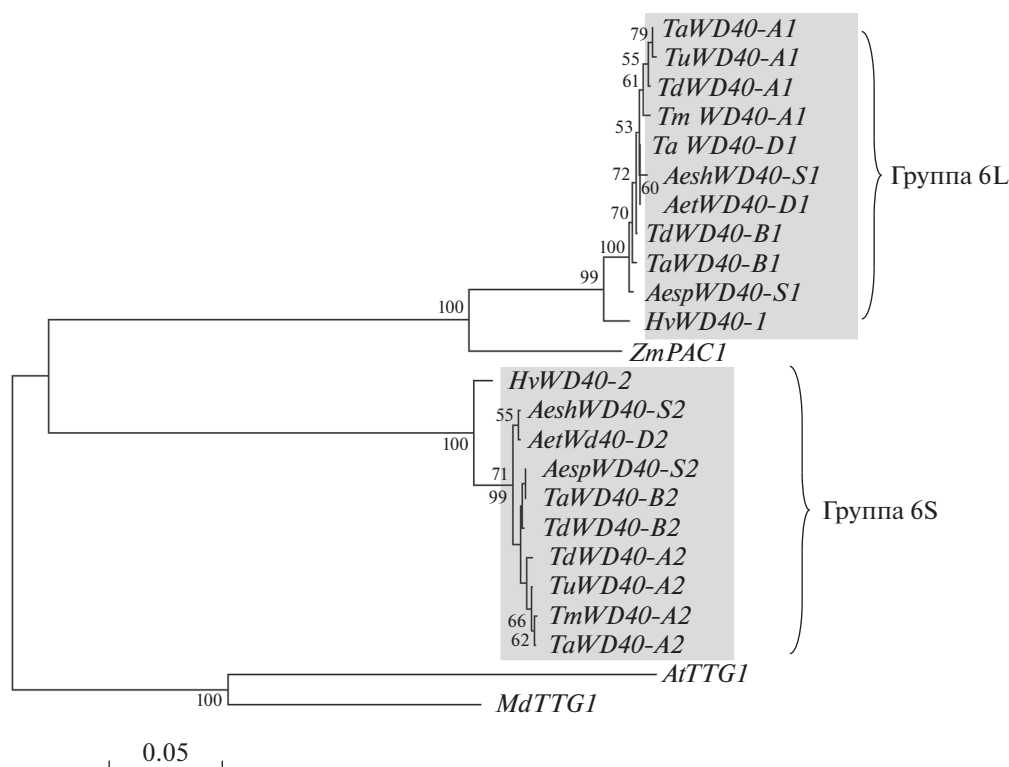 79
TaWD40-A1
TuWD40-A1
55
TdWD40-A1
61
Tm WD40-A1
53
Ta WD40-D1
72
AeshWD40-S1
60
Группа 6L
AetWD40-D1
70
TdWD40-B1
100
TaWD40-B1
99
AespWD40-S1
100
HvWD40-1
ZmPAC1
HvWD40-2
55
AeshWD40-S2
100
AetWd40-D2
71
AespWD40-S2
99
TaWD40-B2
Группа 6S
TdWD40-B2
TdWD40-A2
TuWD40-A2
66
TmWD40-A2
62
TaWD40-A2
AtTTG1
100
MdTTG1
0.05